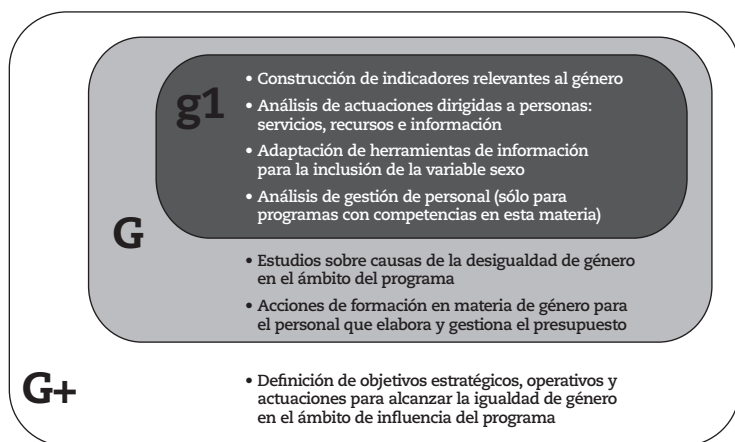 g1
• Construcción de indicadores relevantes al género
• Análisis de actuaciones dirigidas a personas:
servicios, recursos e información
• Adaptación de herramientas de información
para la inclusión de la variable sexo
• Análisis de gestión de personal (sólo para
programas con competencias en esta materia)
G
• Estudios sobre causas de la desigualdad de género
en el ámbito del programa
• Acciones de formación en materia de género para
el personal que elabora y gestiona el presupuesto
G+
• Definición de objetivos estratégicos, operativos y
actuaciones para alcanzar la igualdad de género
en el ámbito de influencia del programa